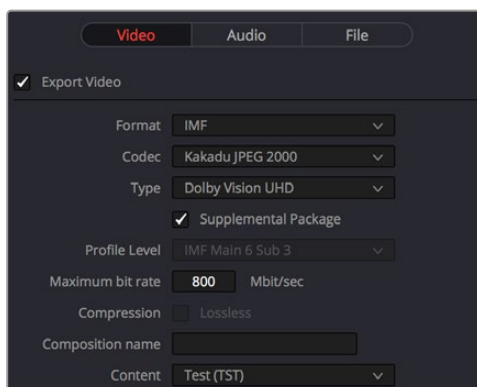 Video Audio File
Export Video
Format IMF
Codec Kakadu JPEG 2000
Type Dolby Vision UHD
Supplemental Package
Profile Level IMF Main 6 Sub 3
Maximum bit rate 800 Mbit/sec
Compression Lossless
Composition name
Content Test (TST)